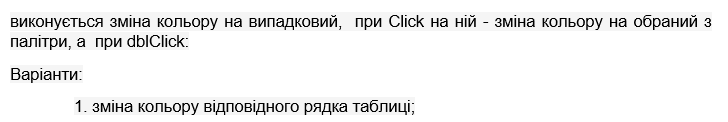 виконується зміна кольору на випадковий, при Click на ній - зміна кольору на обраний з
палітри, а при dblClick:
Варіанти:
1. зміна кольору відповідного рядка таблиці;